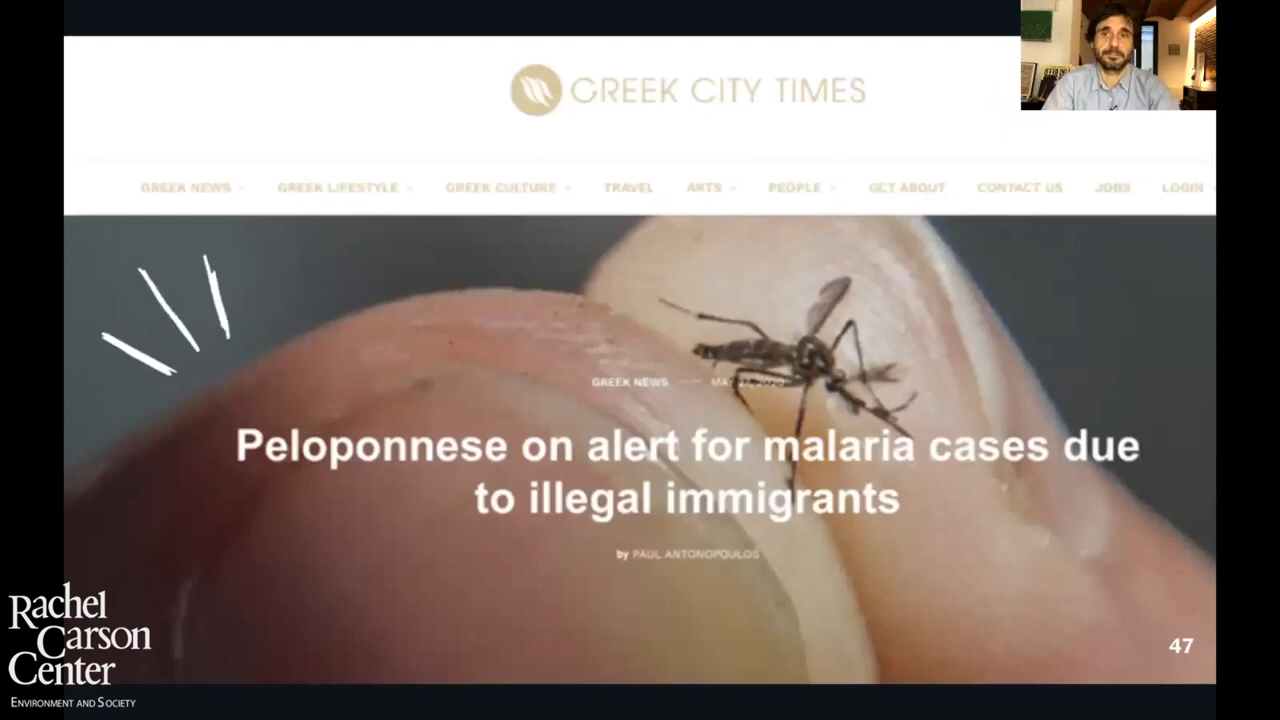 GREEK CITY TIMES
GREEK NEWS
GREEK LIFESTYLE
GREEK CULTURE
TRAVEL
ARTS
PEOPLE
GCT ABOUT
CONTACT US
JOBS
LOGIN
GREEK NEWS
Peloponnese on alert for malaria cases due
to illegal immigrants
by PAUL ANTONOPOULOS
47
Rachel
Carson
Center
ENVIRONMENT AND SOCIETY